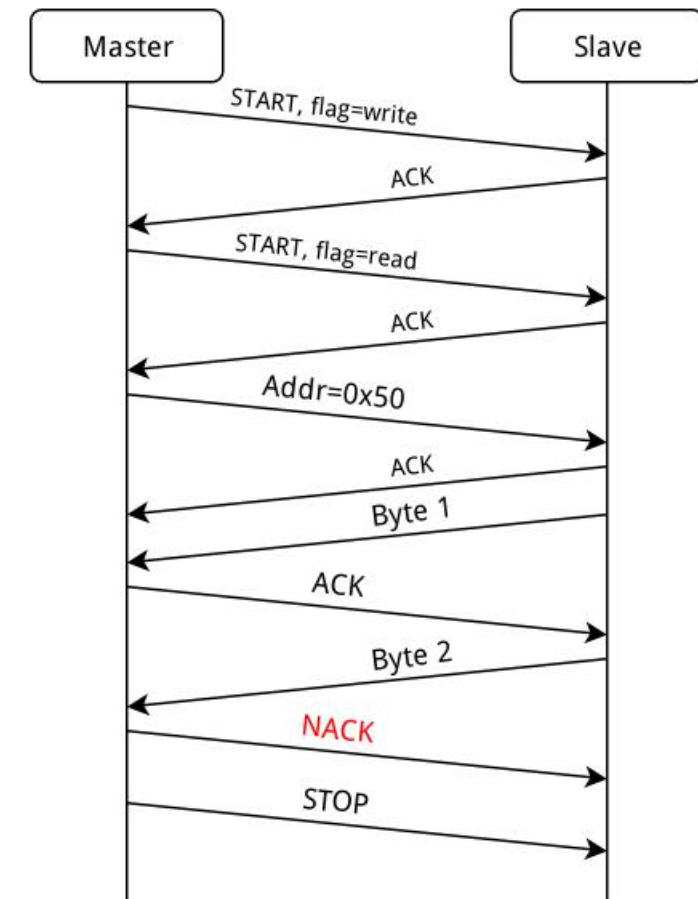 Master
Slave
START, flag=write
ACK
START, flag=read
ACK
Addr=0x50
ACK
Byte 1
ACK
Byte 2
NACK
STOP